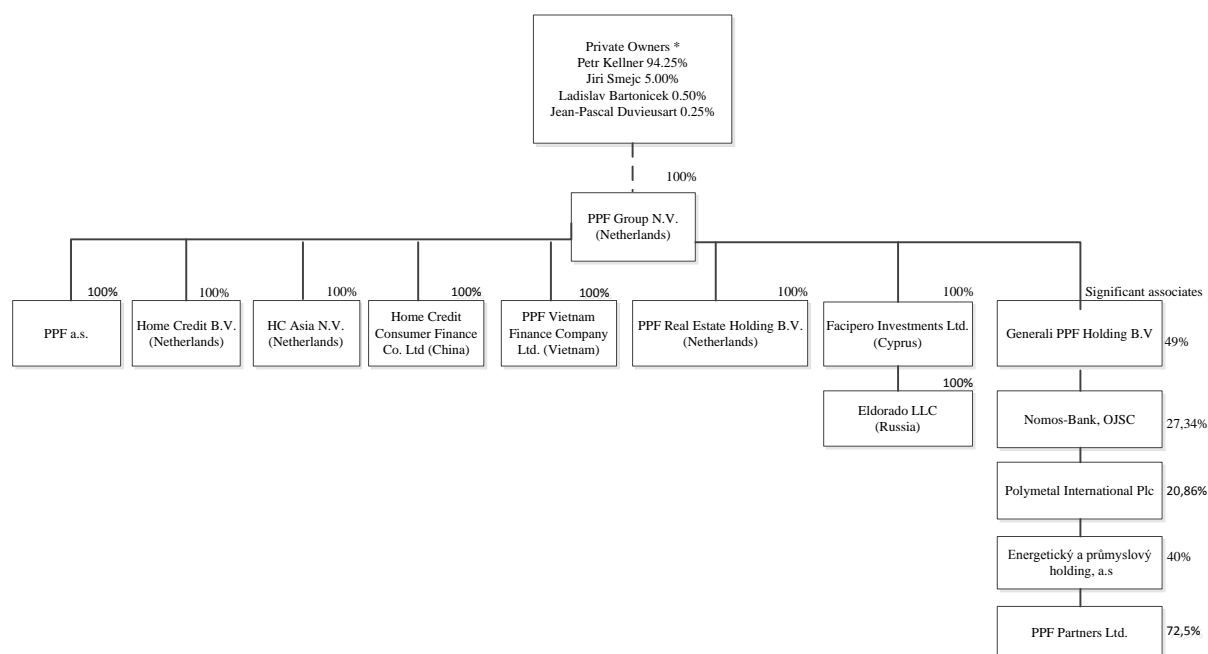 Private Owners *
Petr Kellner 94.25%
Jiri Smejc 5.00%
Ladislav Bartonicek 0.50%
Jean-Pascal Duvieusart 0.25%
100%
PPF Group N.V.
(Netherlands)
100%
PPF a.s.
100%
Home Credit B.V.
(Netherlands)
100%
HC Asia N.V.
(Netherlands)
100%
Home Credit
Consumer Finance
Co. Ltd (China)
100%
PPF Vietnam
Finance Company
Ltd. (Vietnam)
100%
PPF Real Estate Holding B.V.
(Netherlands)
100%
Facipero Investments Ltd.
(Cyprus)
100%
Eldorado LLC
(Russia)
Significant associates
Generali PPF Holding B.V
49%
Nomos-Bank, OJSC
27,34%
Polymetal International Plc
20,86%
Energetický a průmyslový
holding, a.s
40%
PPF Partners Ltd.
72,5%